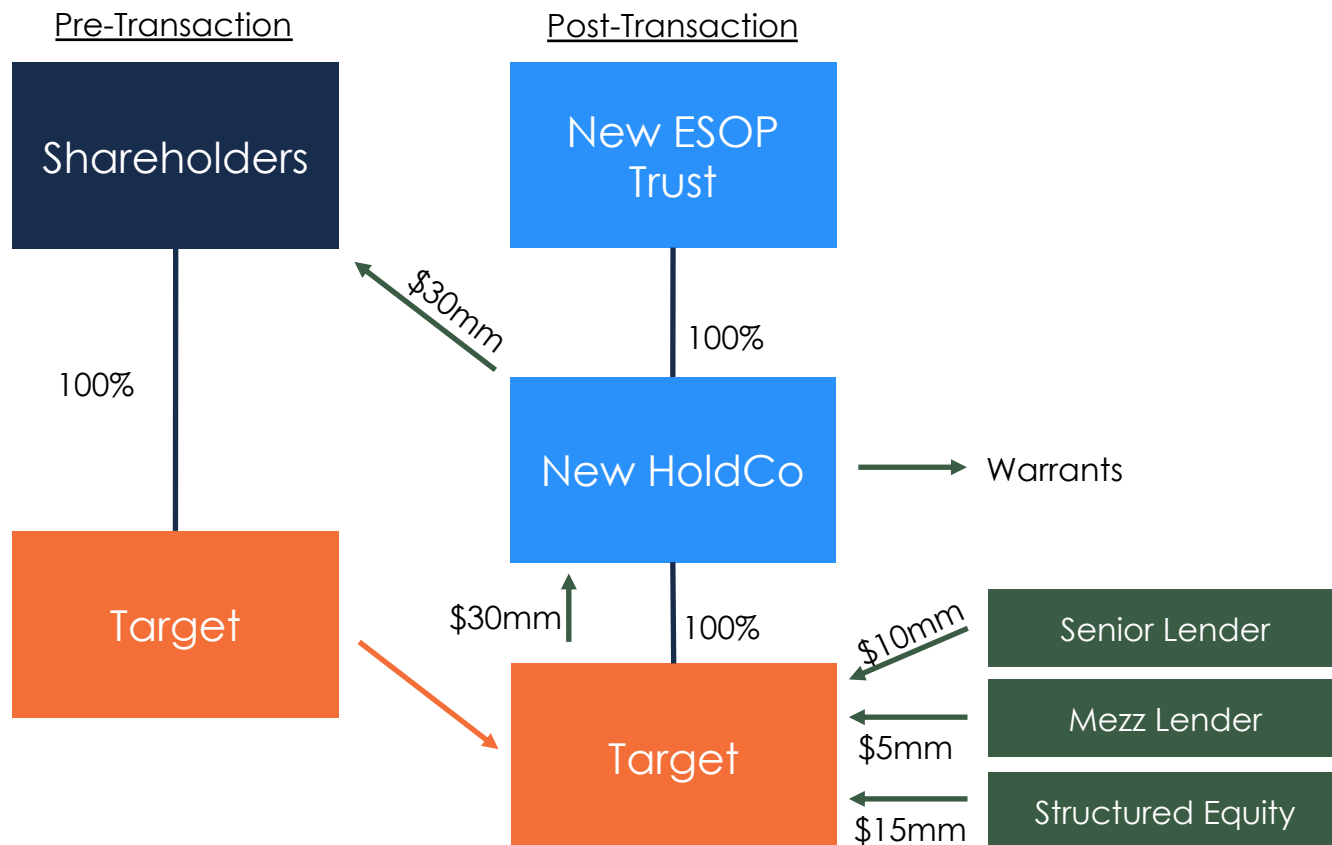 Pre-Transaction
Post-Transaction
Shareholders
New ESOP
Trust
$30mm
100%
100%
New HoldCo
Warrants
Target
$30mm
100%
$10mm
Senior Lender
Mezz Lender
$5mm
Target
Structured Equity
$15mm